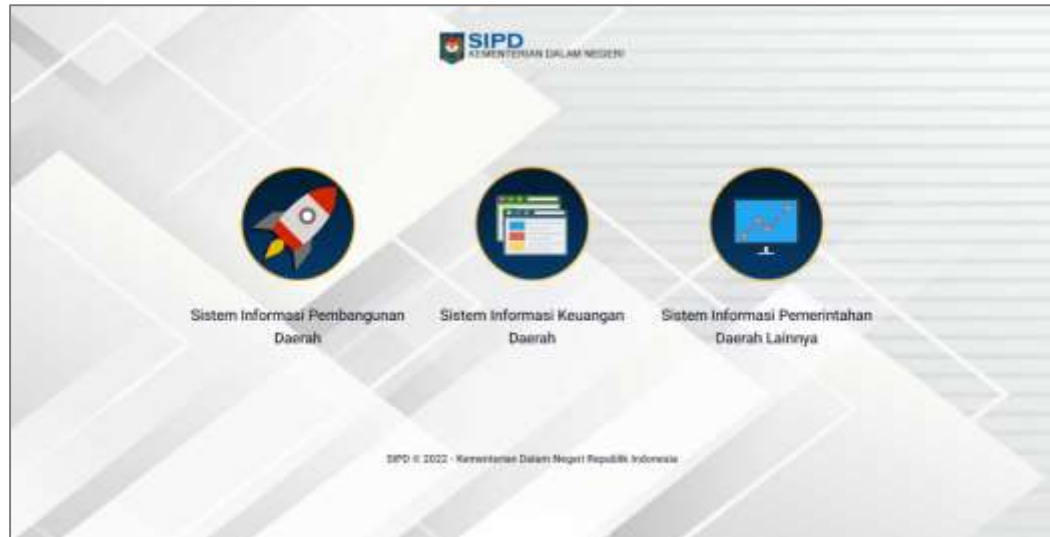 SIPD
KEMENTERIAN DALAM NEGERI
Sistem Informasi Pembangunan
Daerah
Sistem Informasi Keuangan
Daerah
Sistem Informasi Pemerintahan
Daerah Lainnya
SIPD © 2022 - Kementerian Dalam Negeri Republik Indonesia